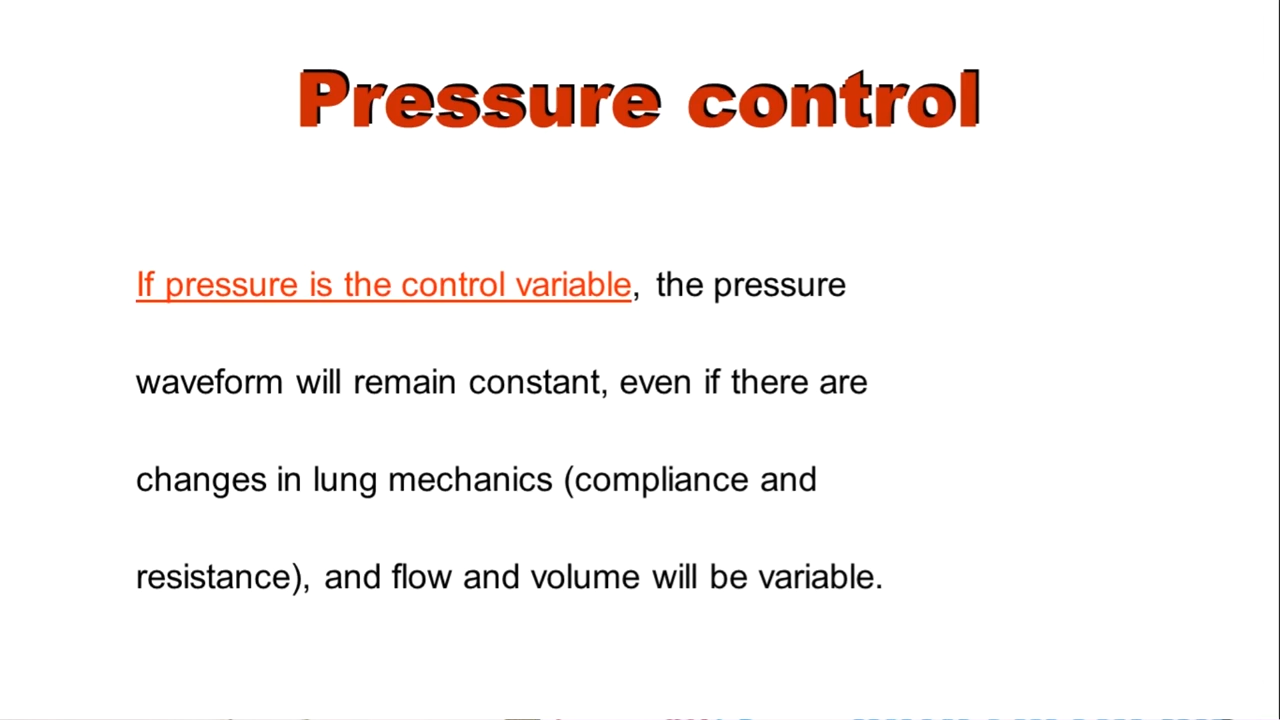 Pressure control
If pressure is the control variable, the pressure
waveform will remain constant, even if there are
changes in lung mechanics (compliance and
resistance), and flow and volume will be variable.